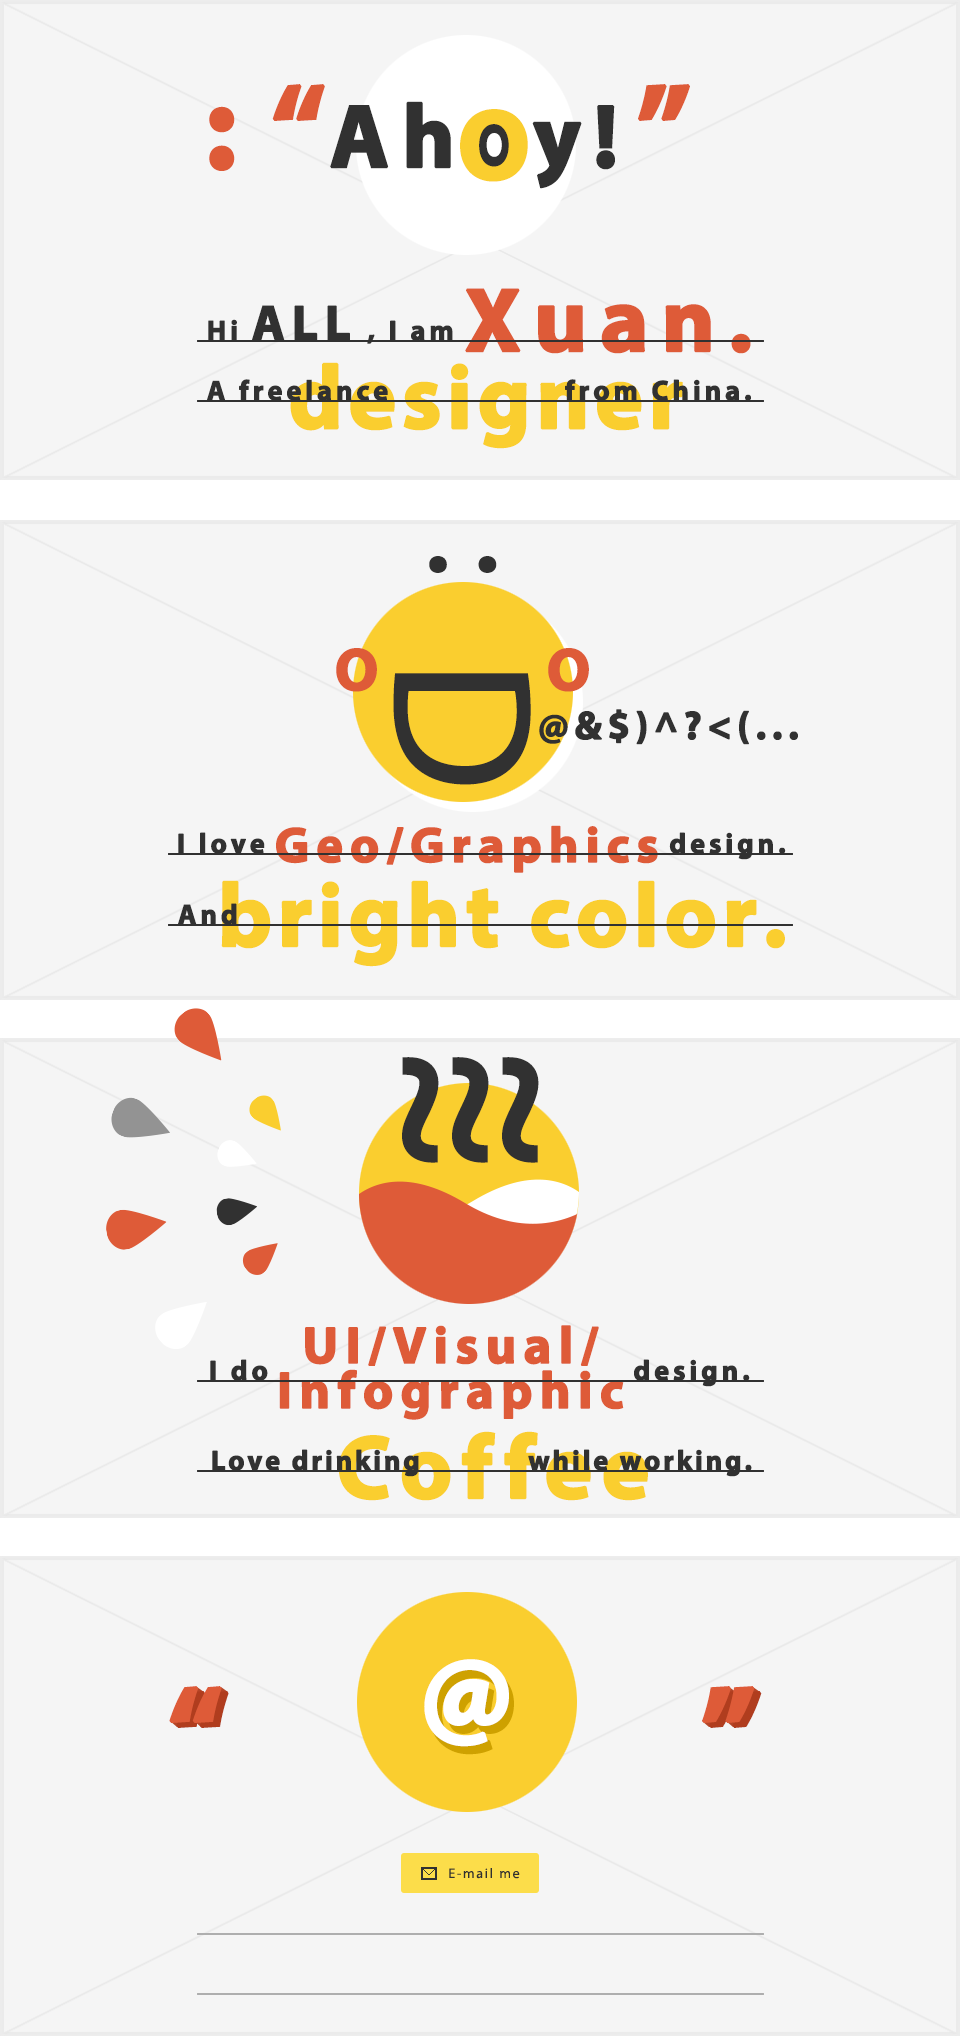 : “Ahoy!”
Hi ALL , I am Xuan.
A freelance designer from China.
@&$)^?<(...
I love Geo/Graphics design.
And bright color.
I do UI/Visual/
Infographic design.
Love drinking Coffee while working.
“ @ ”
E-mail me